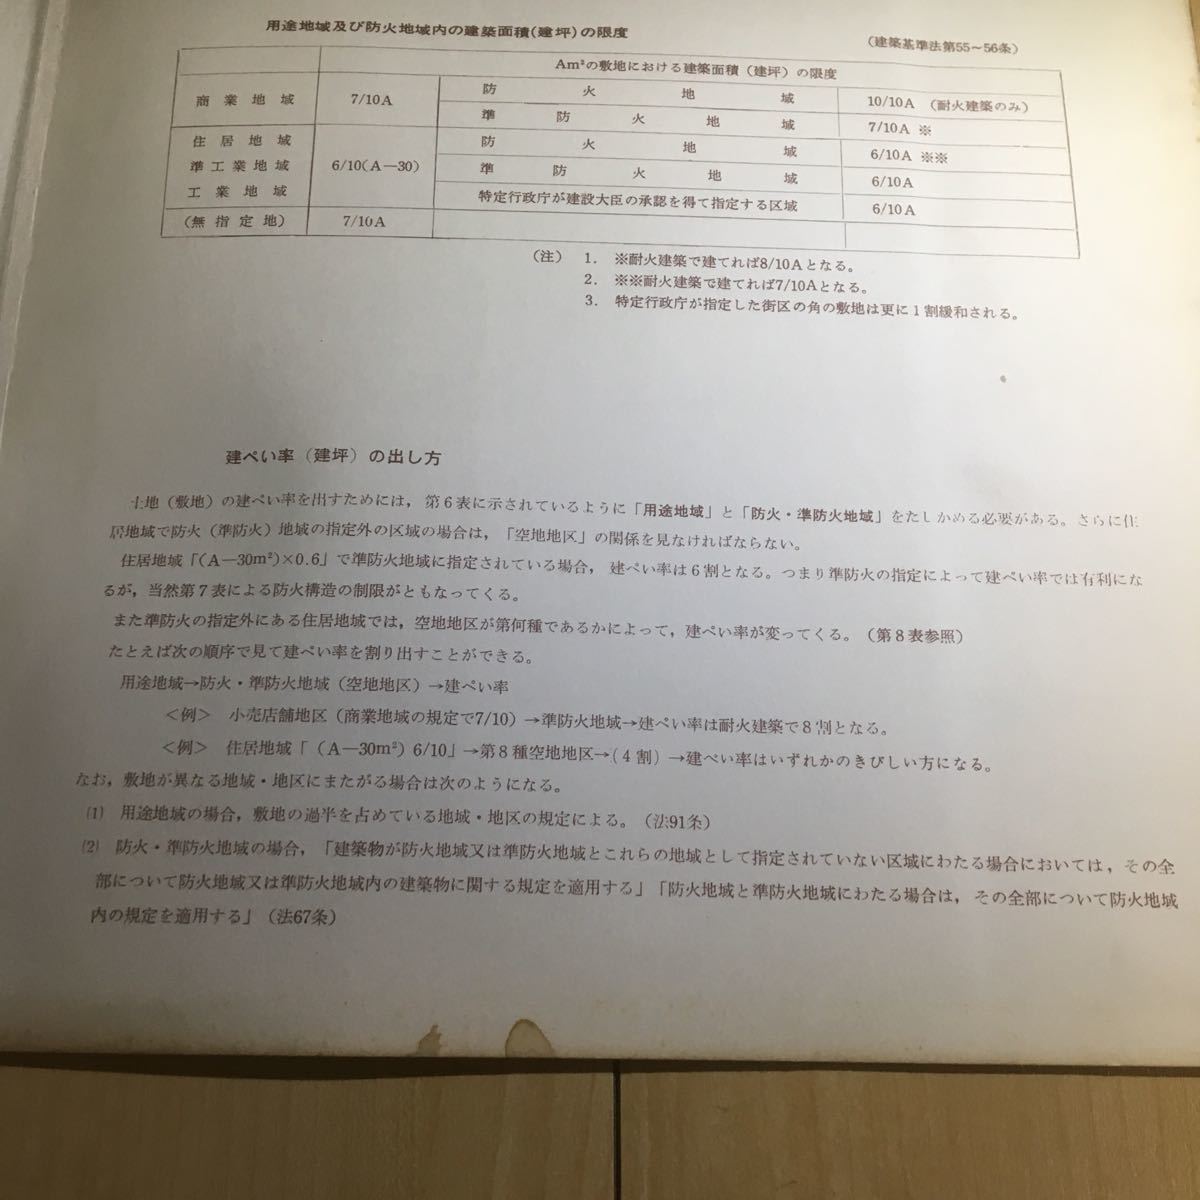 用途地域及び防火地域内の建築面積(建坪)の限度
(建築基準法第55~56条)
Am²の敷地における建築面積(建坪)の限度
商業地域 7/10A 防火地域 10/10A (耐火建築のみ)
準防火地域 7/10A ※
住居地域 防火地域 6/10A ※※
準工業地域 6/10(A—30) 準防火地域 6/10A
工業地域 特定行政庁が建設大臣の承認を得て指定する区域 6/10A
(無指定地) 7/10A
(注) 1. ※耐火建築で建てれば8/10Aとなる。
2. ※※耐火建築で建てれば7/10Aとなる。
3. 特定行政庁が指定した街区の角の敷地は更に1割緩和される。
建ぺい率(建坪)の出し方
土地(敷地)の建ぺい率を出すためには,第6表に示されているように「用途地域」と「防火・準防火地域」をたしかめる必要がある。さらに住
居地域で防火(準防火)地域の指定外の区域の場合は,「空地地区」の関係を見なければならない。
住居地域「(A—30m²)×0.6」で準防火地域に指定されている場合,建ぺい率は6割となる。つまり準防火の指定によって建ぺい率では有利にな
るが,当然第7表による防火構造の制限がともなってくる。
また準防火の指定外にある住居地域では,空地地区が第何種であるかによって,建ぺい率が変ってくる。(第8表参照)
たとえば次の順序で見て建ぺい率を割り出すことができる。
用途地域→防火・準防火地域(空地地区)→建ぺい率
<例> 小売店舗地区(商業地域の規定で7/10)→準防火地域→建ぺい率は耐火建築で8割となる。
<例> 住居地域「(A—30m²)6/10」→第8種空地地区→(4割)→建ぺい率はいずれかのきびしい方になる。
なお,敷地が異なる地域・地区にまたがる場合は次のようになる。
(1) 用途地域の場合,敷地の過半を占めている地域・地区の規定による。(法91条)
(2) 防火・準防火地域の場合,「建築物が防火地域又は準防火地域とこれらの地域として指定されていない区域にわたる場合においては,その全
部について防火地域又は準防火地域内の建築物に関する規定を適用する」「防火地域と準防火地域にわたる場合は,その全部について防火地域
内の規定を適用する」(法67条)